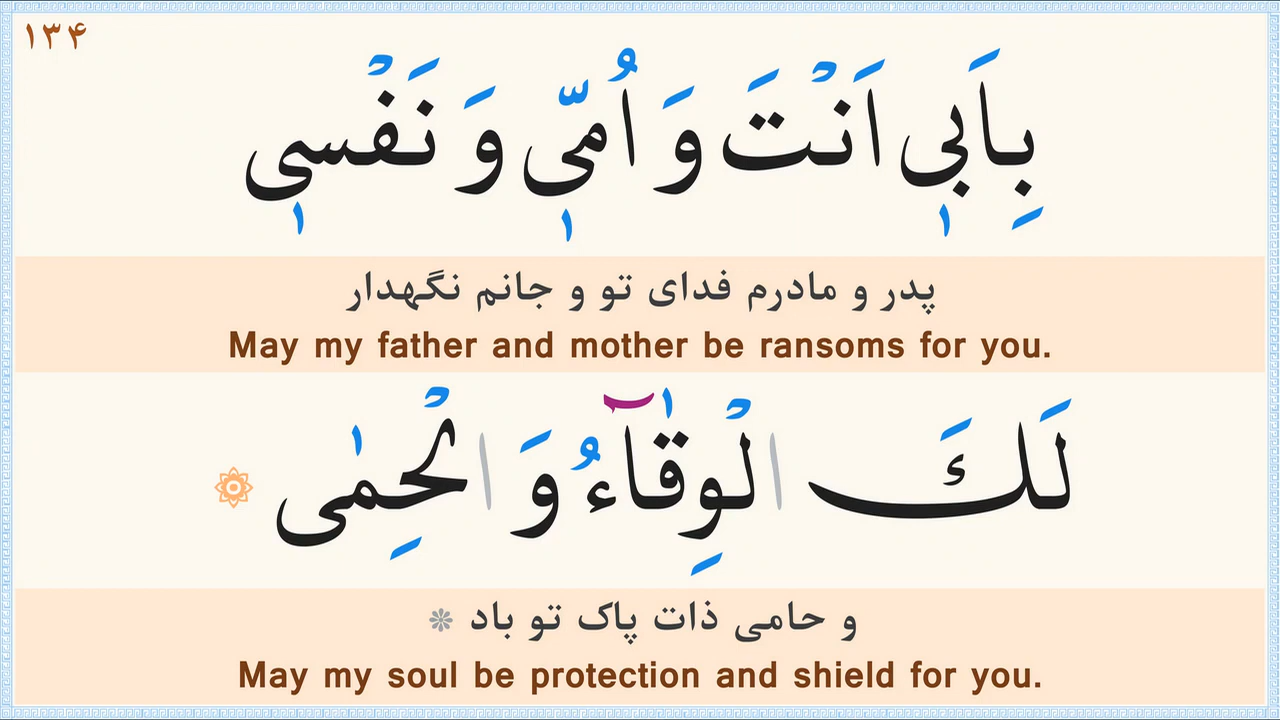 ۱۳۴
بِاَبٖي اَنْتَ وَ اُمّٖي وَ نَفْسٖي
پدر و مادرم فدای تو و جانم نگهدار
May my father and mother be ransoms for you.
لَكَ الْوِقٰٓاءُ وَ الْحِمٰى
و حامی ذات پاک تو باد ❊
May my soul be protection and shield for you.